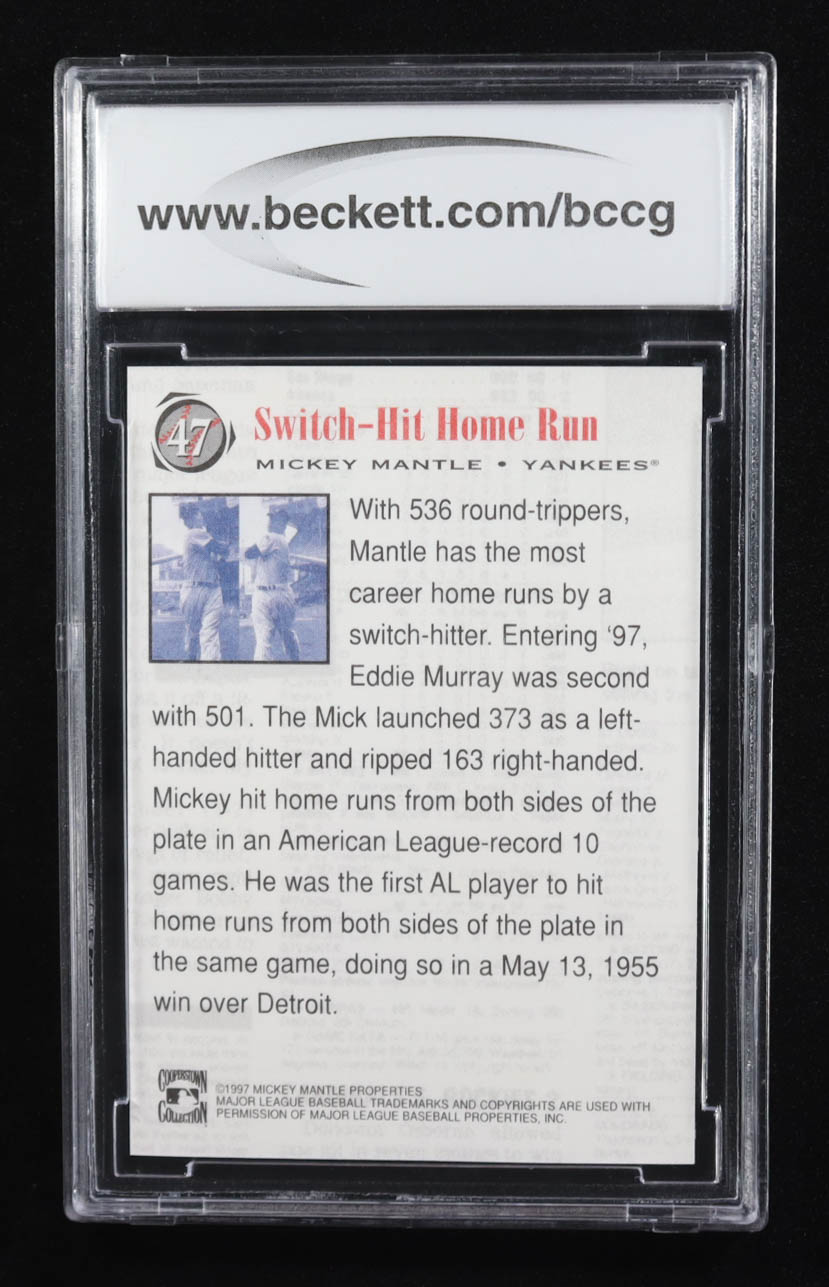 www.beckett.com/bccg
47
Switch-Hit Home Run
MICKEY MANTLE • YANKEES®
With 536 round-trippers,
Mantle has the most
career home runs by a
switch-hitter. Entering ‘97,
Eddie Murray was second
with 501. The Mick launched 373 as a left-
handed hitter and ripped 163 right-handed.
Mickey hit home runs from both sides of the
plate in an American League-record 10
games. He was the first AL player to hit
home runs from both sides of the plate in
the same game, doing so in a May 13, 1955
win over Detroit.
COOPERSTOWN
COLLECTION
©1997 MICKEY MANTLE PROPERTIES
MAJOR LEAGUE BASEBALL TRADEMARKS AND COPYRIGHTS ARE USED WITH
PERMISSION OF MAJOR LEAGUE BASEBALL PROPERTIES, INC.